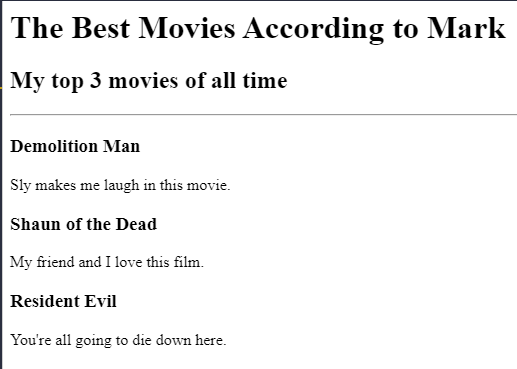 The Best Movies According to Mark
My top 3 movies of all time
Demolition Man
Sly makes me laugh in this movie.
Shaun of the Dead
My friend and I love this film.
Resident Evil
You're all going to die down here.